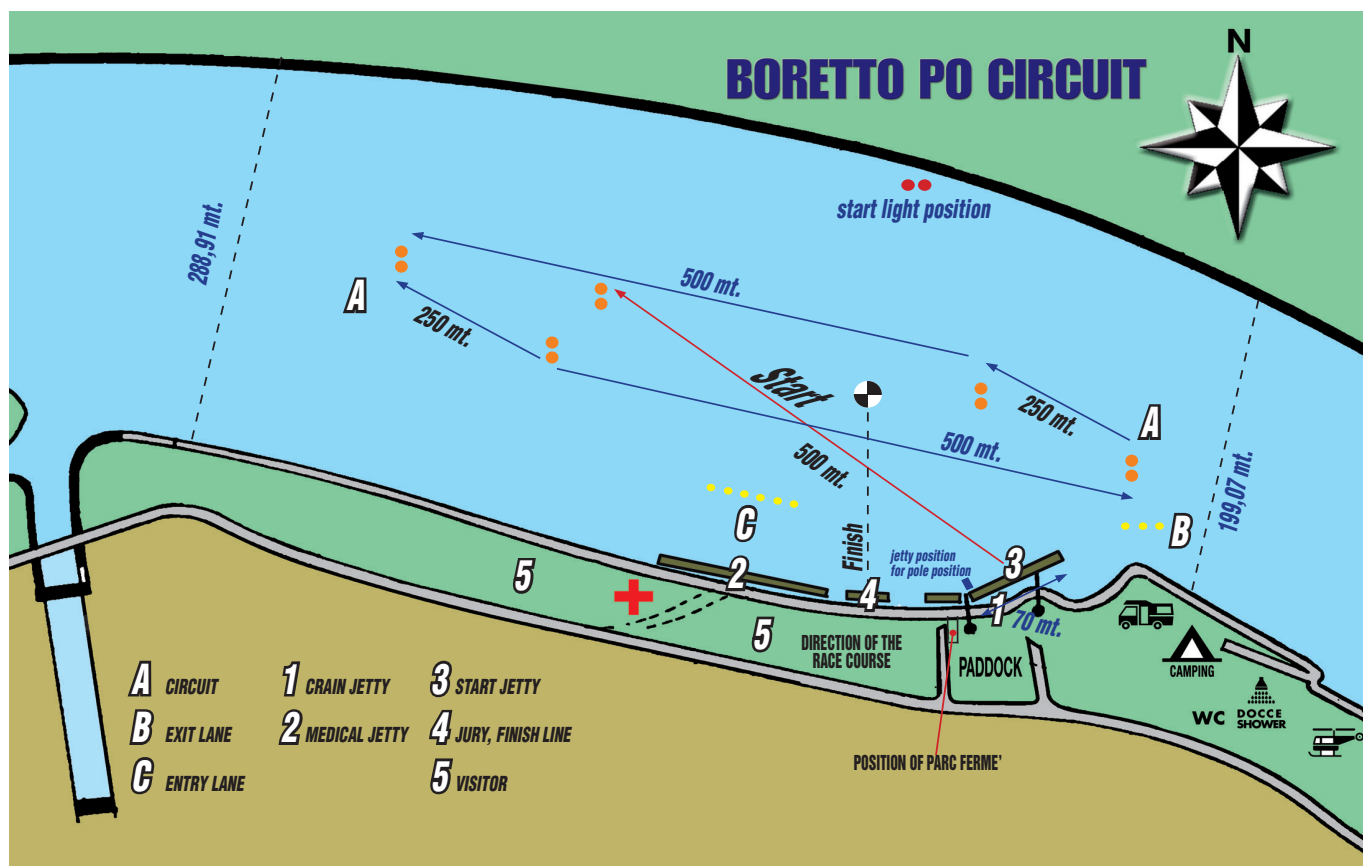 N
BORETTO PO CIRCUIT
start light position
288,91 mt.
A
500 mt.
250 mt.
Start
250 mt.
A
500 mt.
500 mt.
199,07 mt.
C
B
Finish
jetty position
for pole position
3
2
4
1
70 mt.
5
5
DIRECTION OF THE
RACE COURSE
PADDOCK
CAMPING
WC
DOCCE
SHOWER
POSITION OF PARC FERME'
A CIRCUIT
1 CRAIN JETTY
3 START JETTY
B EXIT LANE
2 MEDICAL JETTY
4 JURY, FINISH LINE
C ENTRY LANE
5 VISITOR